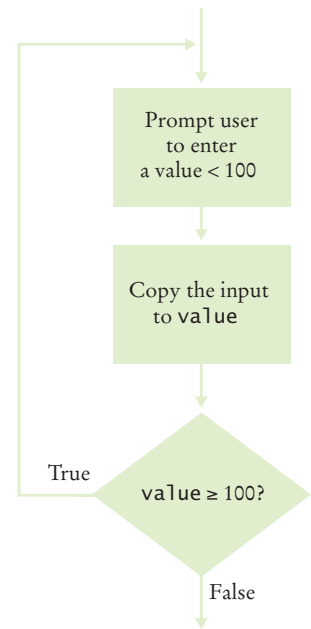 Prompt user
to enter
a value < 100
Copy the input
to value
value ≥ 100?
True
False